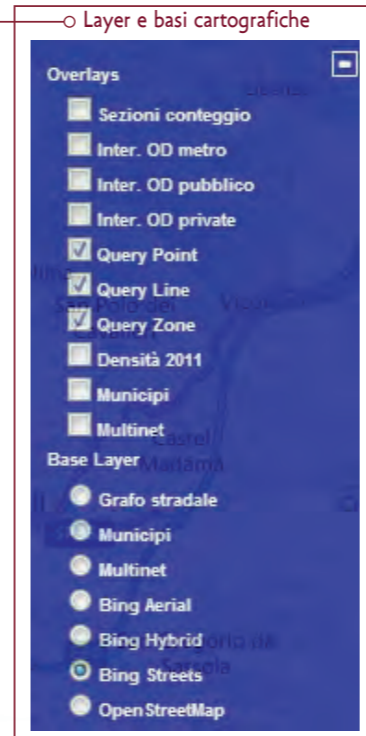 Layer e basi cartografiche
Overlays
Sezioni conteggio
Inter. OD metro
Inter. OD pubblico
Inter. OD private
Query Point
Query Line
Query Zone
Densità 2011
Municipi
Multinet
Castel
Base Layer
Madama
Grafo stradale
Municipi
Multinet
Bing Aerial
Bing Hybrid
Bing Streets
OpenStreetMap